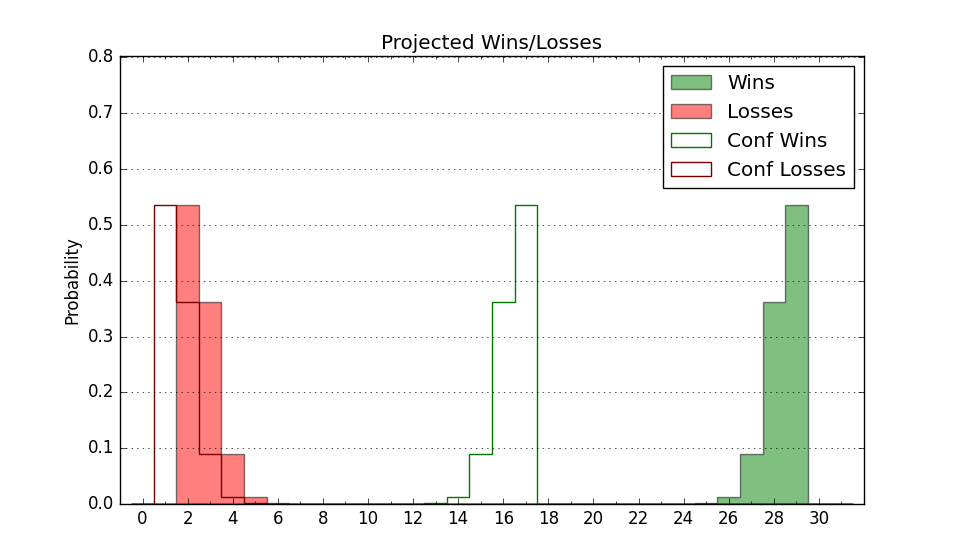 Projected Wins/Losses
0.8
0.7
0.6
0.5
0.4
0.3
0.2
0.1
0.0
Probability
Wins
Losses
Conf Wins
Conf Losses
0 2 4 6 8 10 12 14 16 18 20 22 24 26 28 30